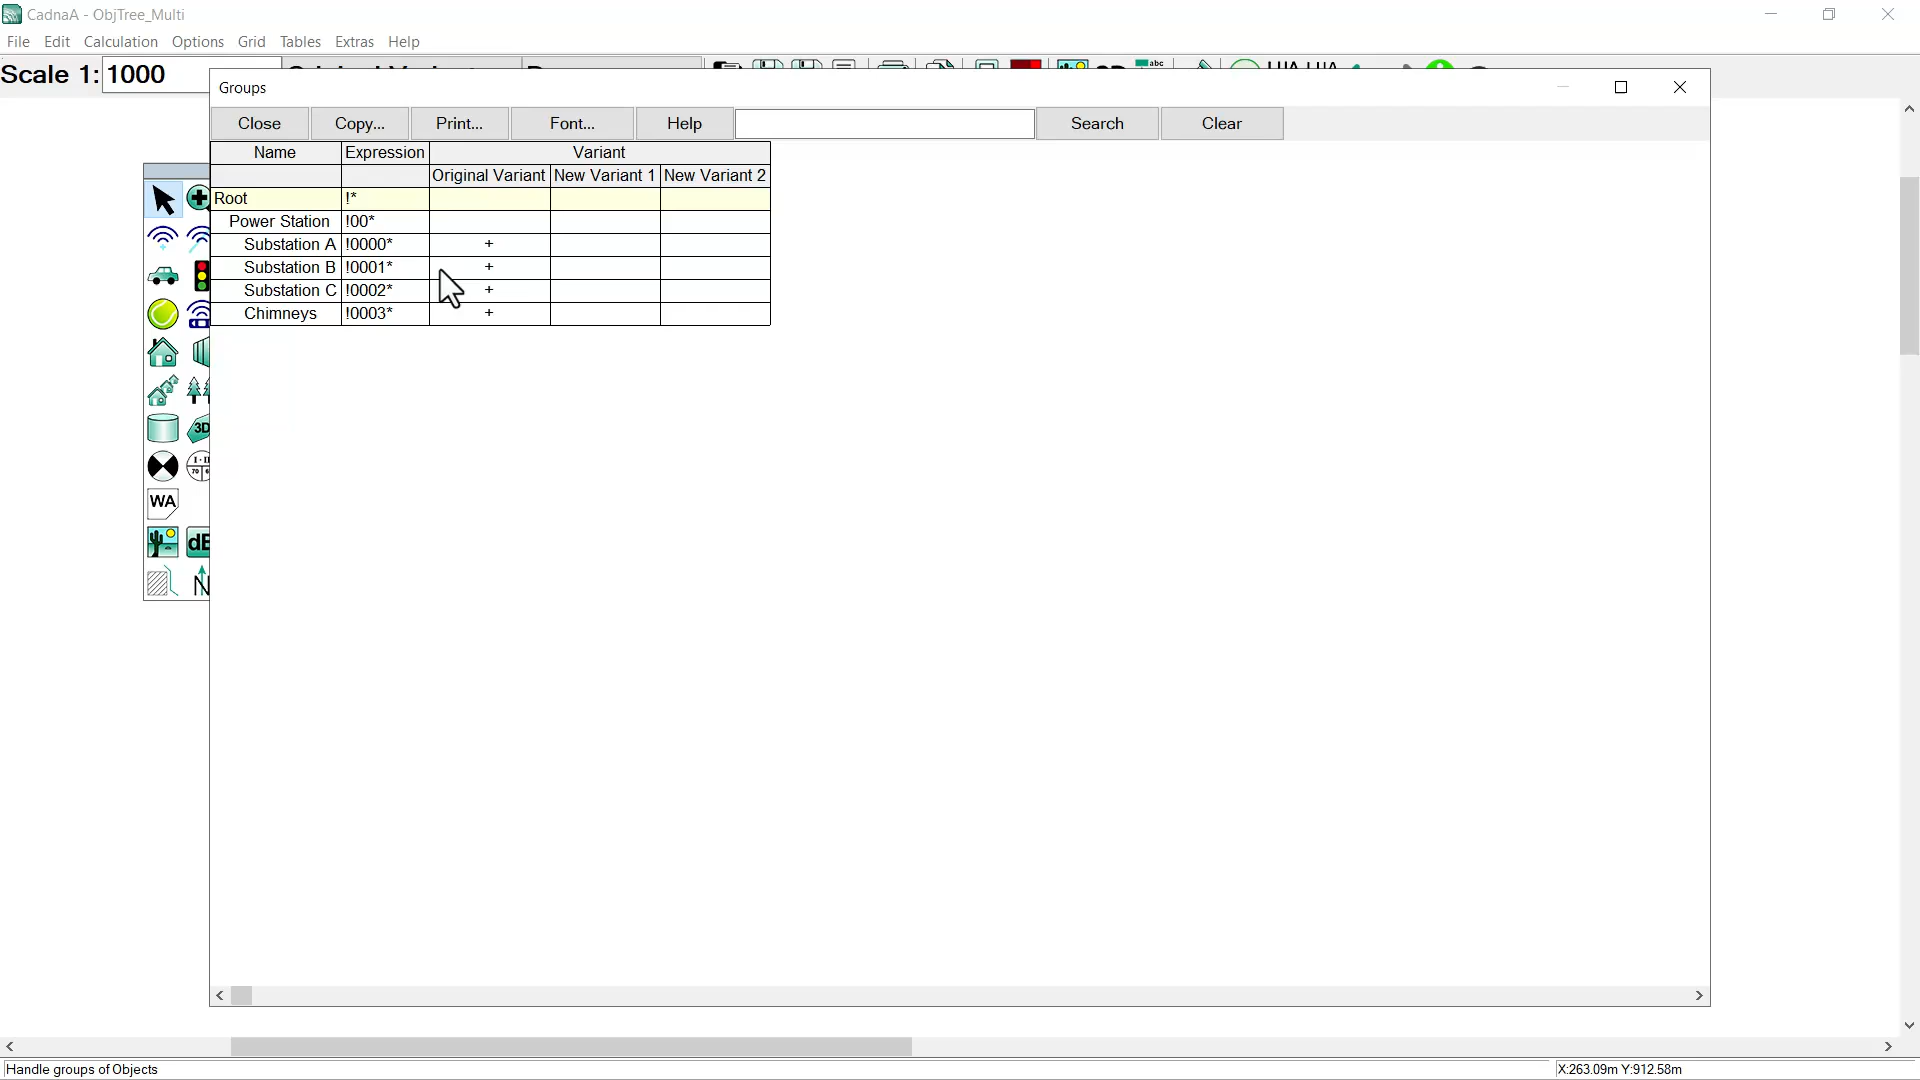 CadnaA - ObjTree_Multi
File Edit Calculation Options Grid Tables Extras Help
Scale 1: 1000
Groups
Close Copy... Print... Font... Help Search Clear
Name Expression Variant
Original Variant New Variant 1 New Variant 2
Root !*
Power Station !00*
Substation A !0000* +
Substation B !0001* +
Substation C !0002* +
Chimneys !0003* +
3D
WA
Handle groups of Objects X:263.09m Y:912.58m